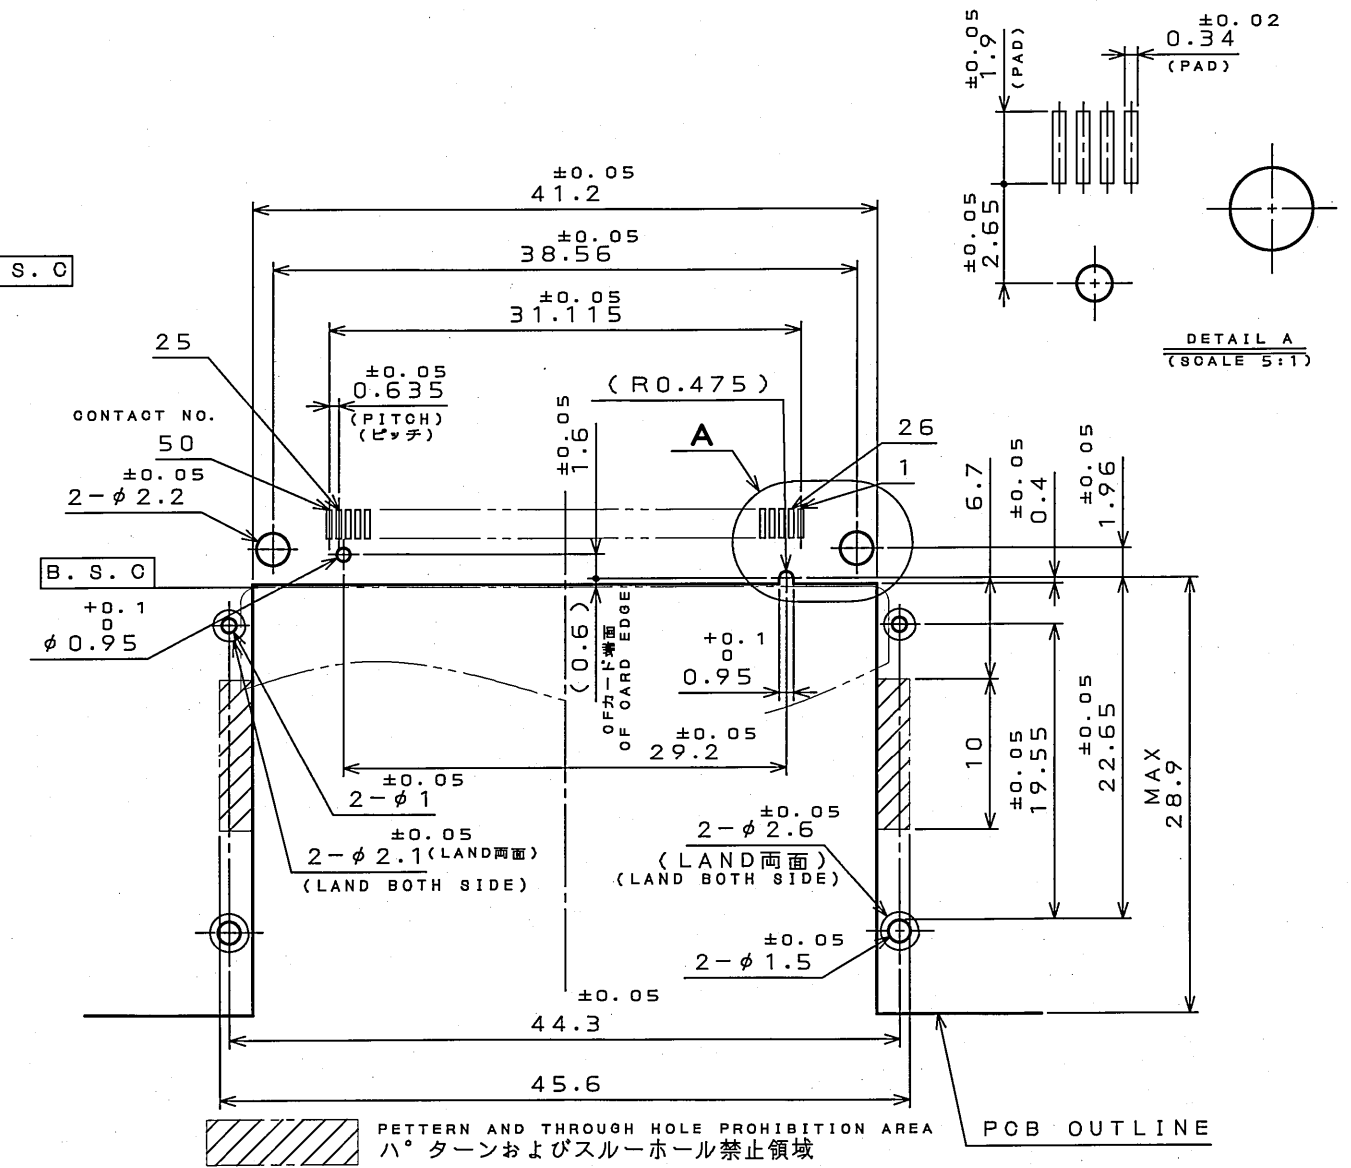 ±0.02
0.34
(PAD)
±0.05
1.9
(PAD)
±0.05
2.65
DETAIL A
(SCALE 5:1)
±0.05
41.2
±0.05
38.56
S. C
±0.05
31.115
25
±0.05
0.635
(PITCH)
(ピッチ)
(R0.475)
CONTACT NO.
50
±0.05
1.6
A
26
1
±0.05
2-φ2.2
6.7
±0.05
0.4
±0.05
1.96
B. S. C
+0.1
0
φ0.95
(0.6)
OFカード端面
OF CARD EDGE
+0.1
0
0.95
±0.05
29.2
10
±0.05
19.55
±0.05
22.65
MAX
28.9
±0.05
2-φ1
±0.05
2-φ2.1(LAND両面)
(LAND BOTH SIDE)
±0.05
2-φ2.6
(LAND両面)
(LAND BOTH SIDE)
±0.05
2-φ1.5
±0.05
44.3
45.6
PETTERN AND THROUGH HOLE PROHIBITION AREA
パターンおよびスルーホール禁止領域
PCB OUTLINE